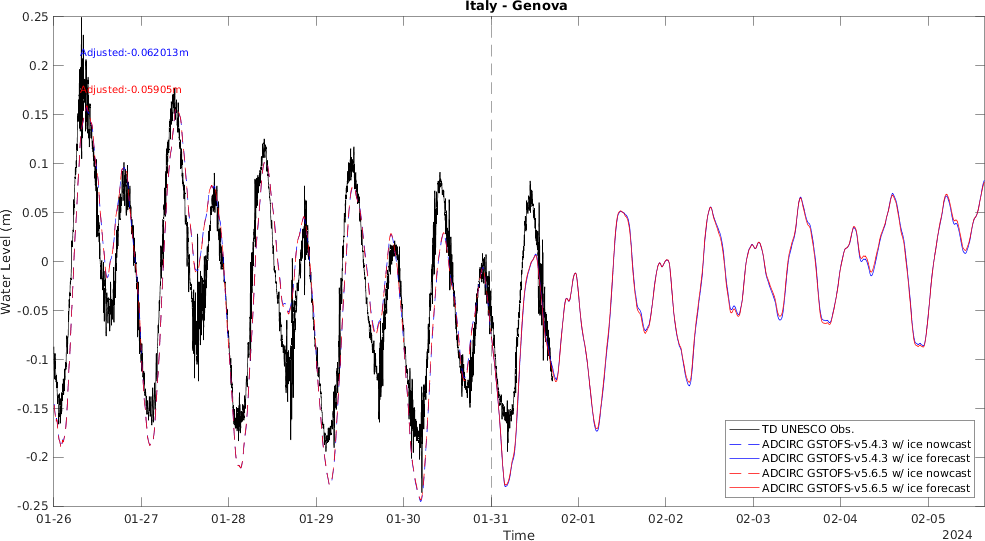 Italy - Genova
0.25
Adjusted:-0.062013m
0.2
Adjusted:-0.05905m
0.15
0.1
0.05
0
-0.05
-0.1
-0.15
-0.2
-0.25
Water Level (m)
TD UNESCO Obs.
ADCIRC GSTOFS-v5.4.3 w/ ice nowcast
ADCIRC GSTOFS-v5.4.3 w/ ice forecast
ADCIRC GSTOFS-v5.6.5 w/ ice nowcast
ADCIRC GSTOFS-v5.6.5 w/ ice forecast
01-26 01-27 01-28 01-29 01-30 01-31 02-01 02-02 02-03 02-04 02-05
Time
2024